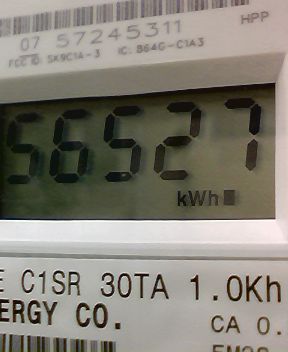 HPP
07 57245311
FCC ID: SK9C1A-3 IC: 864G-C1A3
56527
kWh
E C1SR 30TA 1.0Kh
ERGY CO.
CA 0.